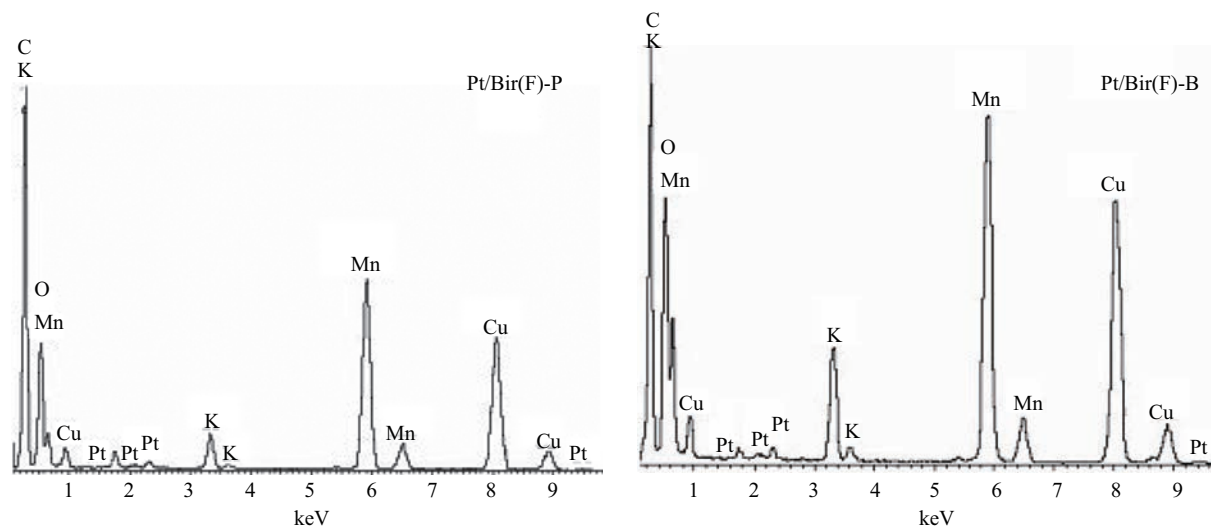 C
K
Pt/Bir(F)-P
O
Mn
Cu
Pt
Pt
Pt
K
K
Mn
Mn
Cu
Cu
Pt
1 2 3 4 5 6 7 8 9
keV
C
K
Pt/Bir(F)-B
O
Mn
Cu
Pt
Pt
Pt
K
K
Mn
Mn
Cu
Cu
Pt
1 2 3 4 5 6 7 8 9
keV